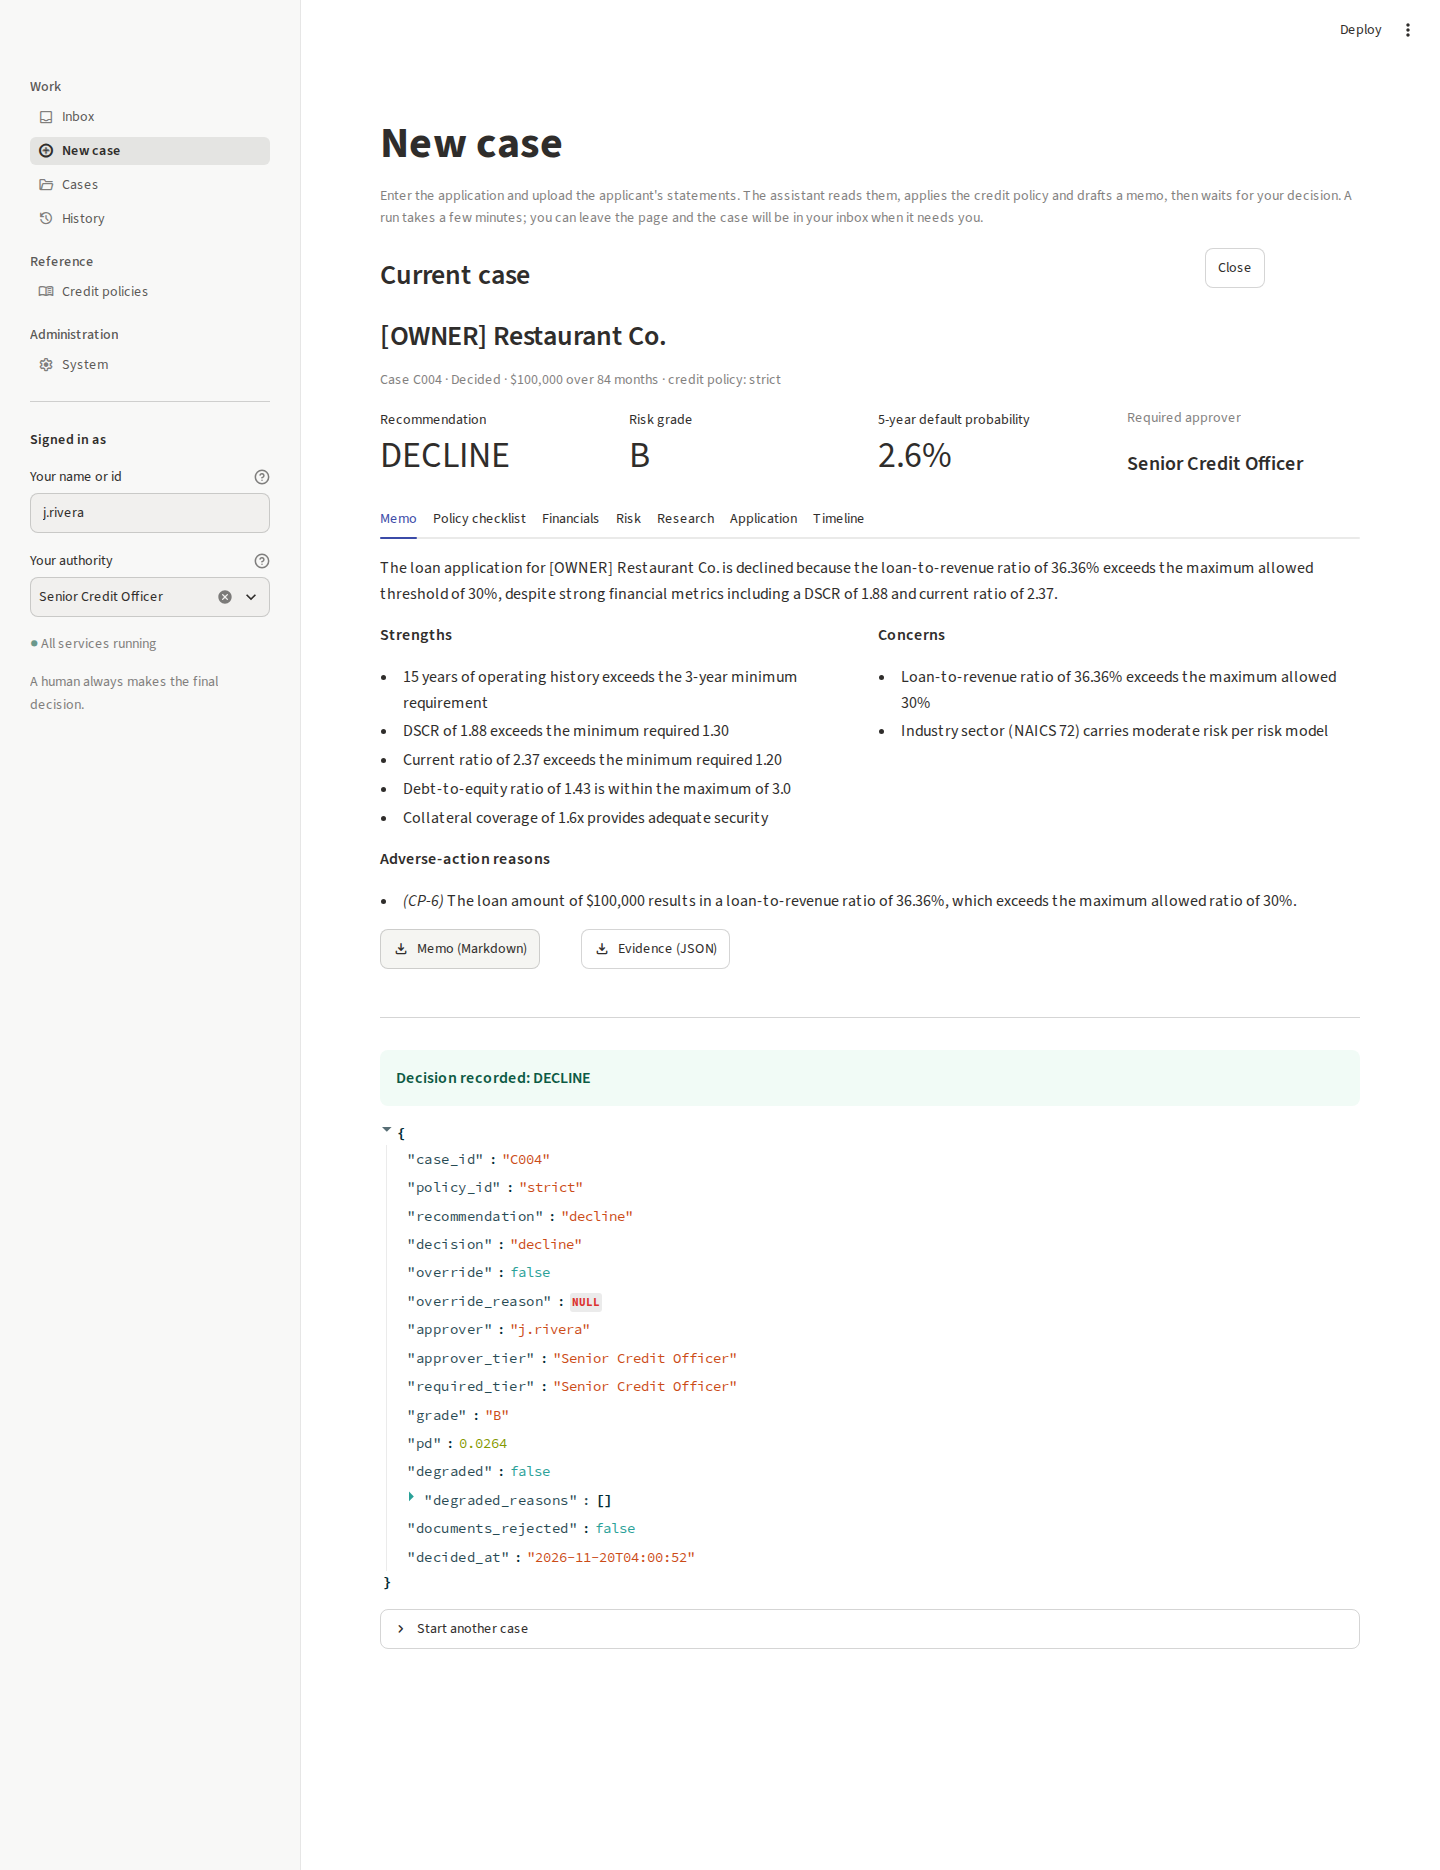 Deploy
Work
Inbox
New case
Cases
History
Reference
Credit policies
Administration
System
Signed in as
Your name or id
j.rivera
Your authority
Senior Credit Officer
All services running
A human always makes the final
decision.
New case
Enter the application and upload the applicant's statements. The assistant reads them, applies the credit policy and drafts a memo, then waits for your decision. A
run takes a few minutes; you can leave the page and the case will be in your inbox when it needs you.
Current case
Close
[OWNER] Restaurant Co.
Case C004 · Decided · $100,000 over 84 months · credit policy: strict
Recommendation
DECLINE
Risk grade
B
5-year default probability
2.6%
Required approver
Senior Credit Officer
Memo Policy checklist Financials Risk Research Application Timeline
The loan application for [OWNER] Restaurant Co. is declined because the loan-to-revenue ratio of 36.36% exceeds the maximum allowed
threshold of 30%, despite strong financial metrics including a DSCR of 1.88 and current ratio of 2.37.
Strengths
15 years of operating history exceeds the 3-year minimum
requirement
DSCR of 1.88 exceeds the minimum required 1.30
Current ratio of 2.37 exceeds the minimum required 1.20
Debt-to-equity ratio of 1.43 is within the maximum of 3.0
Collateral coverage of 1.6x provides adequate security
Concerns
Loan-to-revenue ratio of 36.36% exceeds the maximum allowed
30%
Industry sector (NAICS 72) carries moderate risk per risk model
Adverse-action reasons
(CP-6) The loan amount of $100,000 results in a loan-to-revenue ratio of 36.36%, which exceeds the maximum allowed ratio of 30%.
Memo (Markdown)
Evidence (JSON)
Decision recorded: DECLINE
{
"case_id" : "C004"
"policy_id" : "strict"
"recommendation" : "decline"
"decision" : "decline"
"override" : false
"override_reason" : NULL
"approver" : "j.rivera"
"approver_tier" : "Senior Credit Officer"
"required_tier" : "Senior Credit Officer"
"grade" : "B"
"pd" : 0.0264
"degraded" : false
"degraded_reasons" : []
"documents_rejected" : false
"decided_at" : "2026-11-20T04:00:52"
}
Start another case